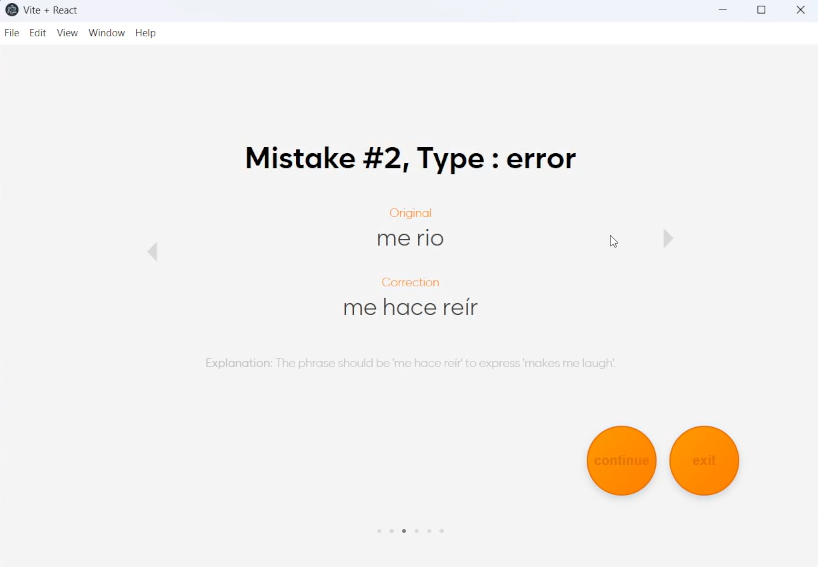 Vite + React
File Edit View Window Help
Mistake #2, Type : error
Original
me rio
Correction
me hace reír
Explanation: The phrase should be 'me hace reír' to express 'makes me laugh'.
continue exit